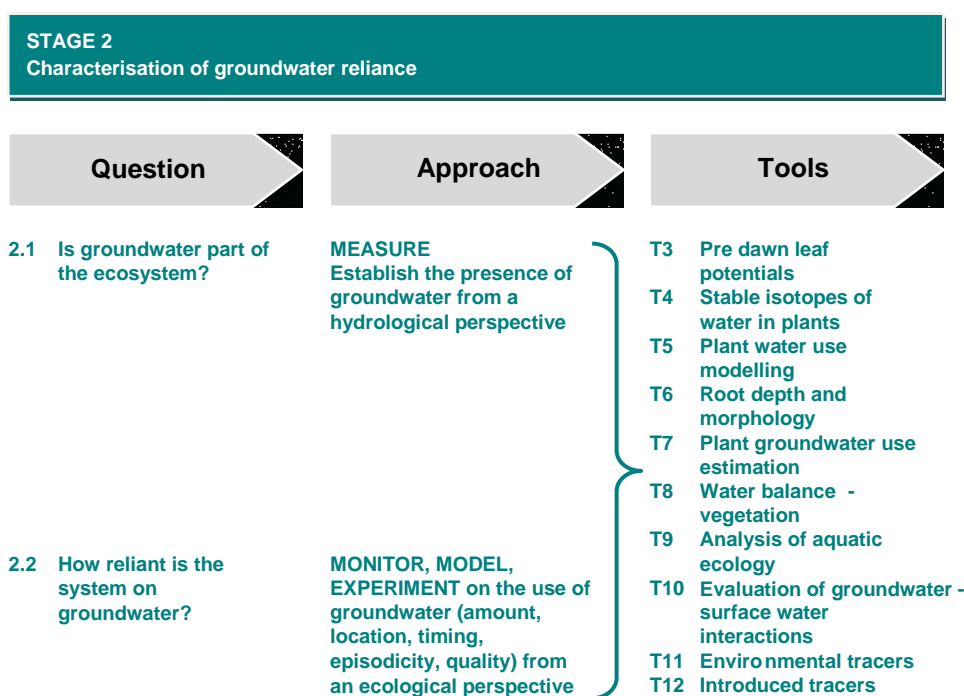 STAGE 2
Characterisation of groundwater reliance
Question
Approach
Tools
2.1 Is groundwater part of
the ecosystem?
MEASURE
Establish the presence of
groundwater from a
hydrological perspective
2.2 How reliant is the
system on
groundwater?
MONITOR, MODEL,
EXPERIMENT on the use of
groundwater (amount,
location, timing,
episodicity, quality) from
an ecological perspective
T3 Pre dawn leaf
potentials
T4 Stable isotopes of
water in plants
T5 Plant water use
modelling
T6 Root depth and
morphology
T7 Plant groundwater use
estimation
T8 Water balance -
vegetation
T9 Analysis of aquatic
ecology
T10 Evaluation of groundwater -
surface water
interactions
T11 Environmental tracers
T12 Introduced tracers